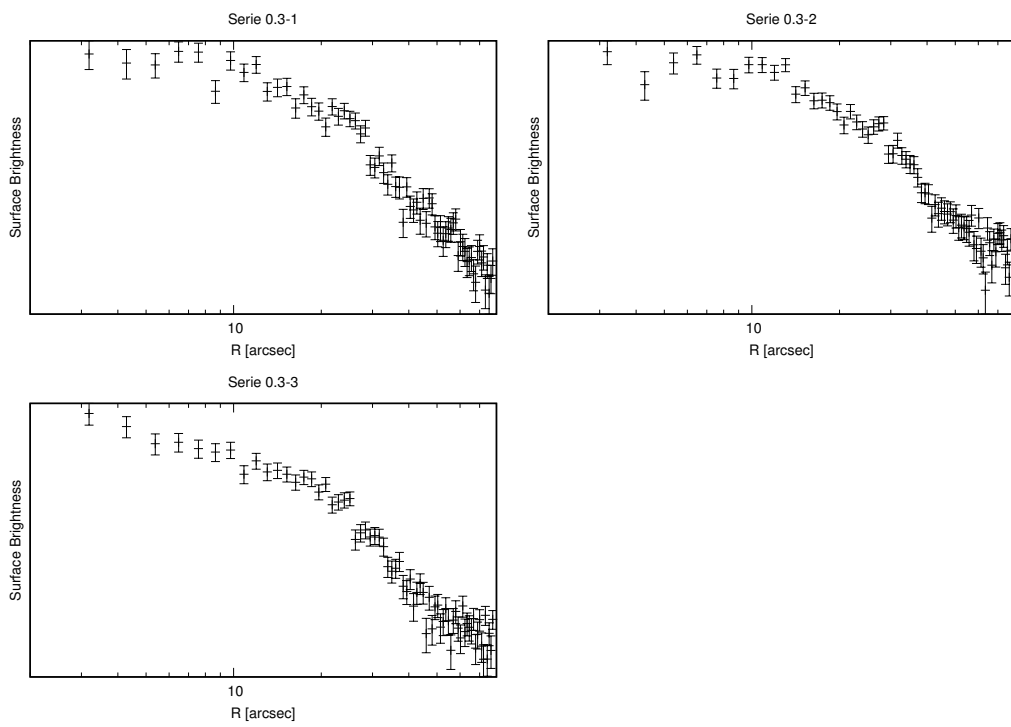 Serie 0.3-1
Surface Brightness
10
R [arcsec]
Serie 0.3-2
Surface Brightness
10
R [arcsec]
Serie 0.3-3
Surface Brightness
10
R [arcsec]